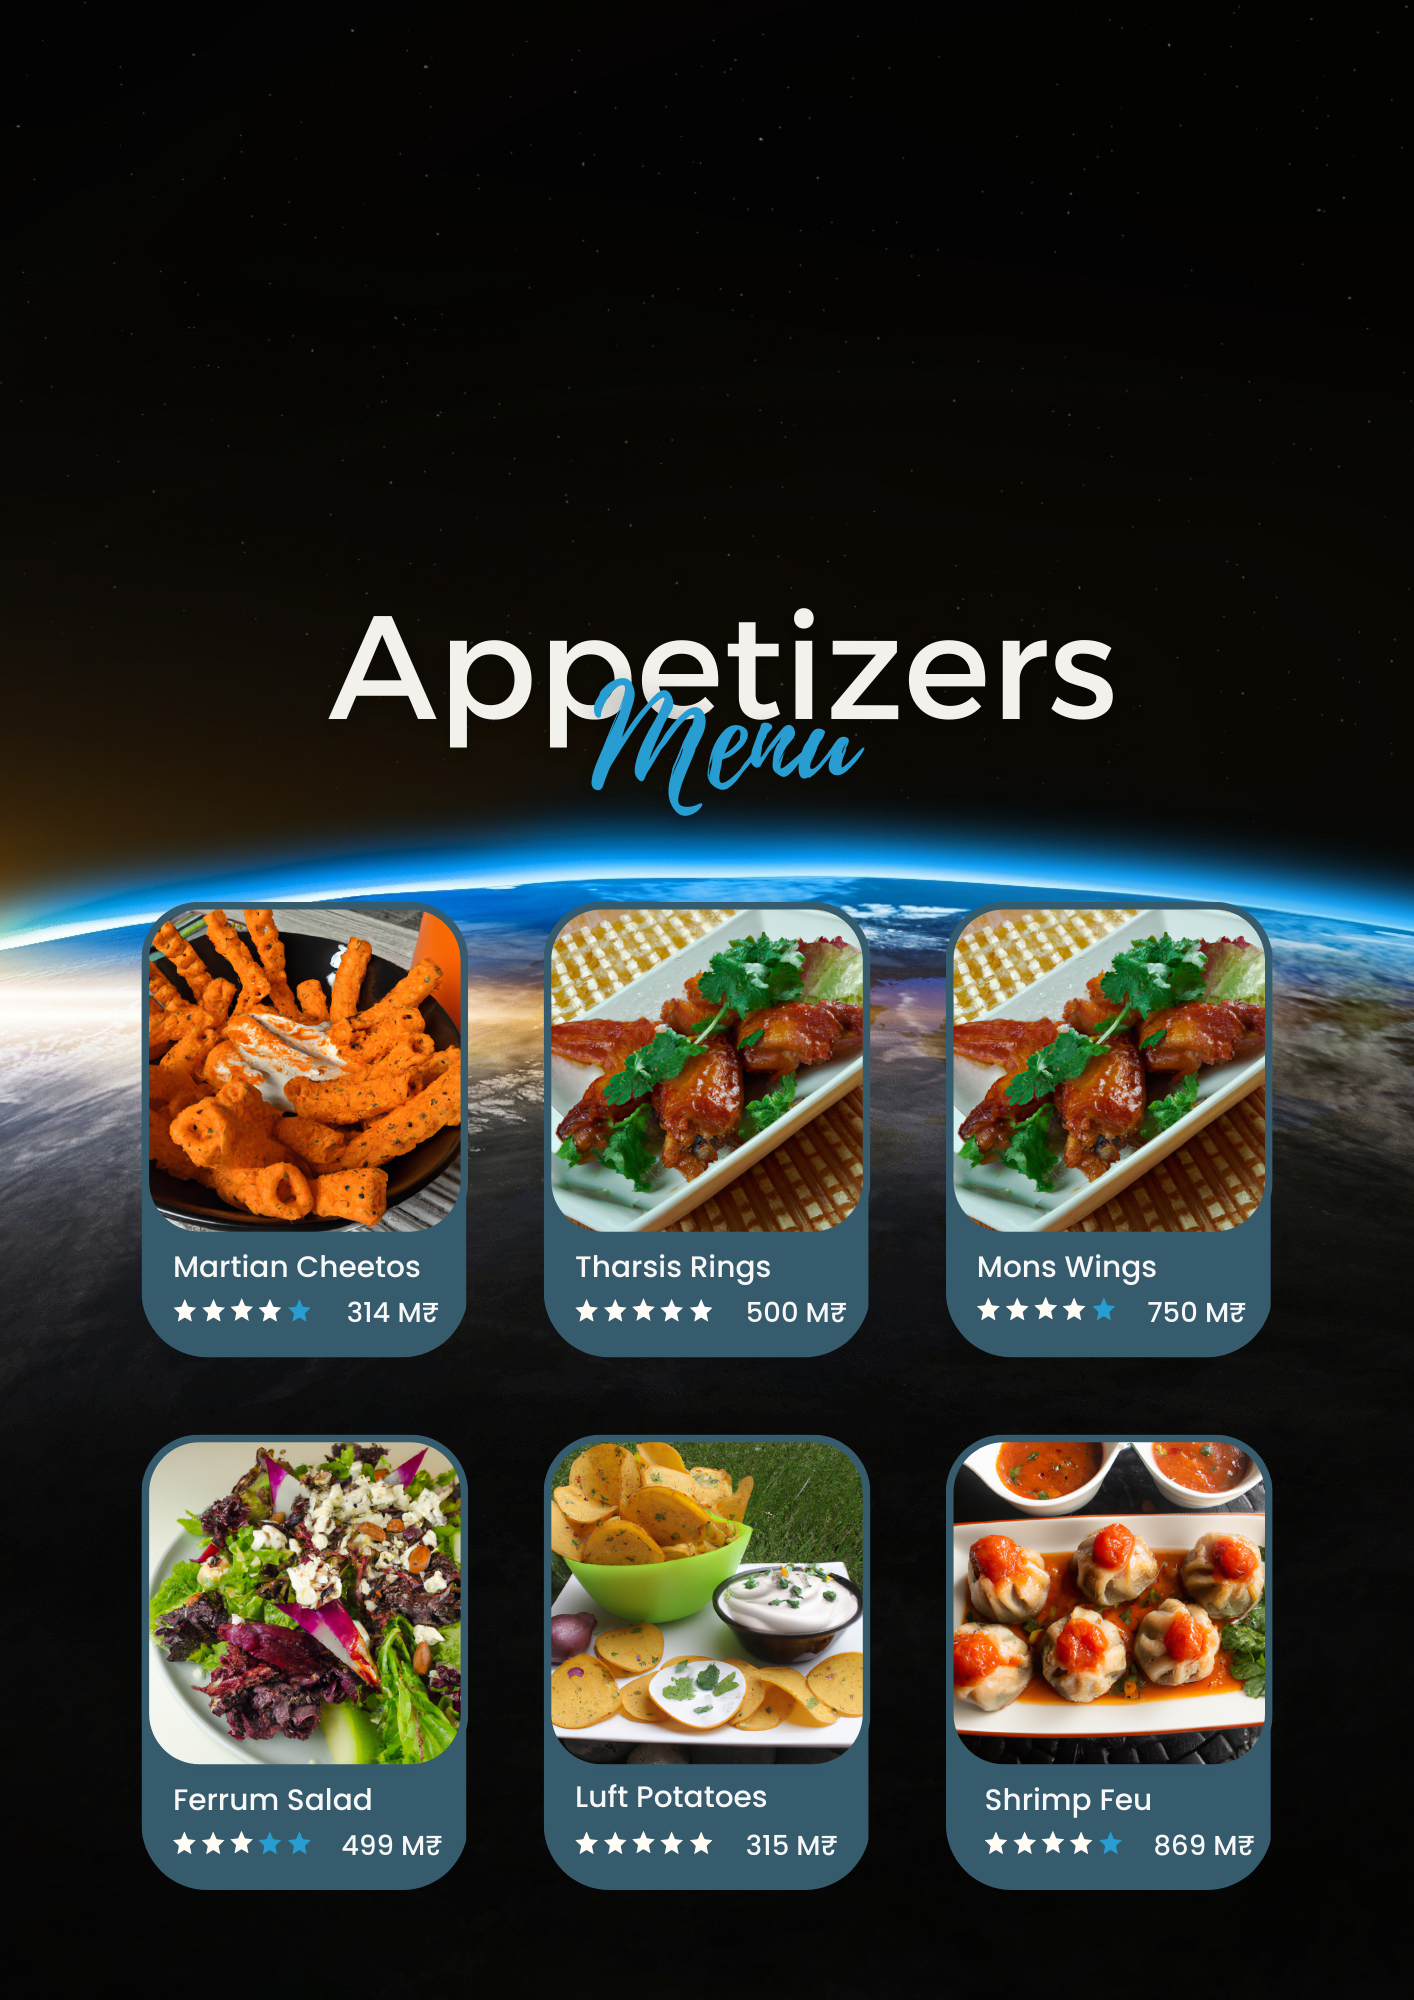 Appetizers
Menu
Martian Cheetos
314 M₹
Tharsis Rings
500 M₹
Mons Wings
750 M₹
Ferrum Salad
499 M₹
Luft Potatoes
315 M₹
Shrimp Feu
869 M₹